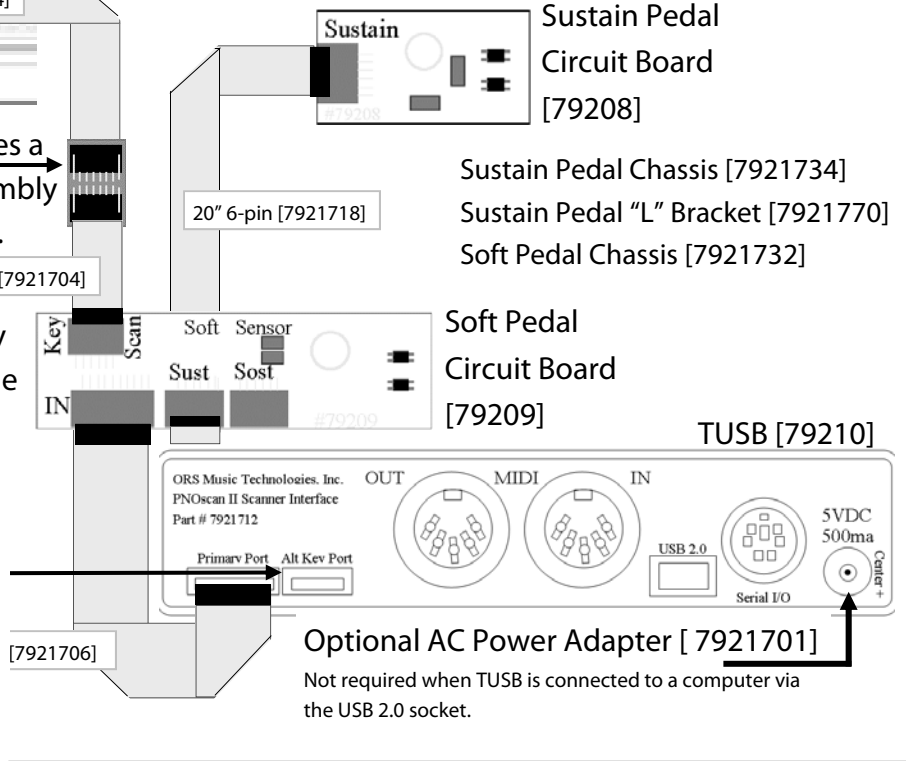 4]
Sustain
#79208
Sustain Pedal
Circuit Board
[79208]
es a
mbly
.
Sustain Pedal Chassis [7921734]
Sustain Pedal “L” Bracket [7921770]
Soft Pedal Chassis [7921732]
20” 6-pin [7921718]
[7921704]
y
e
Key
Scan
Soft Sensor
Sust Sost
IN
#79209
Soft Pedal
Circuit Board
[79209]
TUSB [79210]
ORS Music Technologies. Inc.
PNOscan II Scanner Interface
Part # 7921712
OUT MIDI IN
Primary Port Alt Key Port
USB 2.0
Serial I/O
5VDC
500ma
Center +
[7921706]
Optional AC Power Adapter [ 7921701]
Not required when TUSB is connected to a computer via
the USB 2.0 socket.